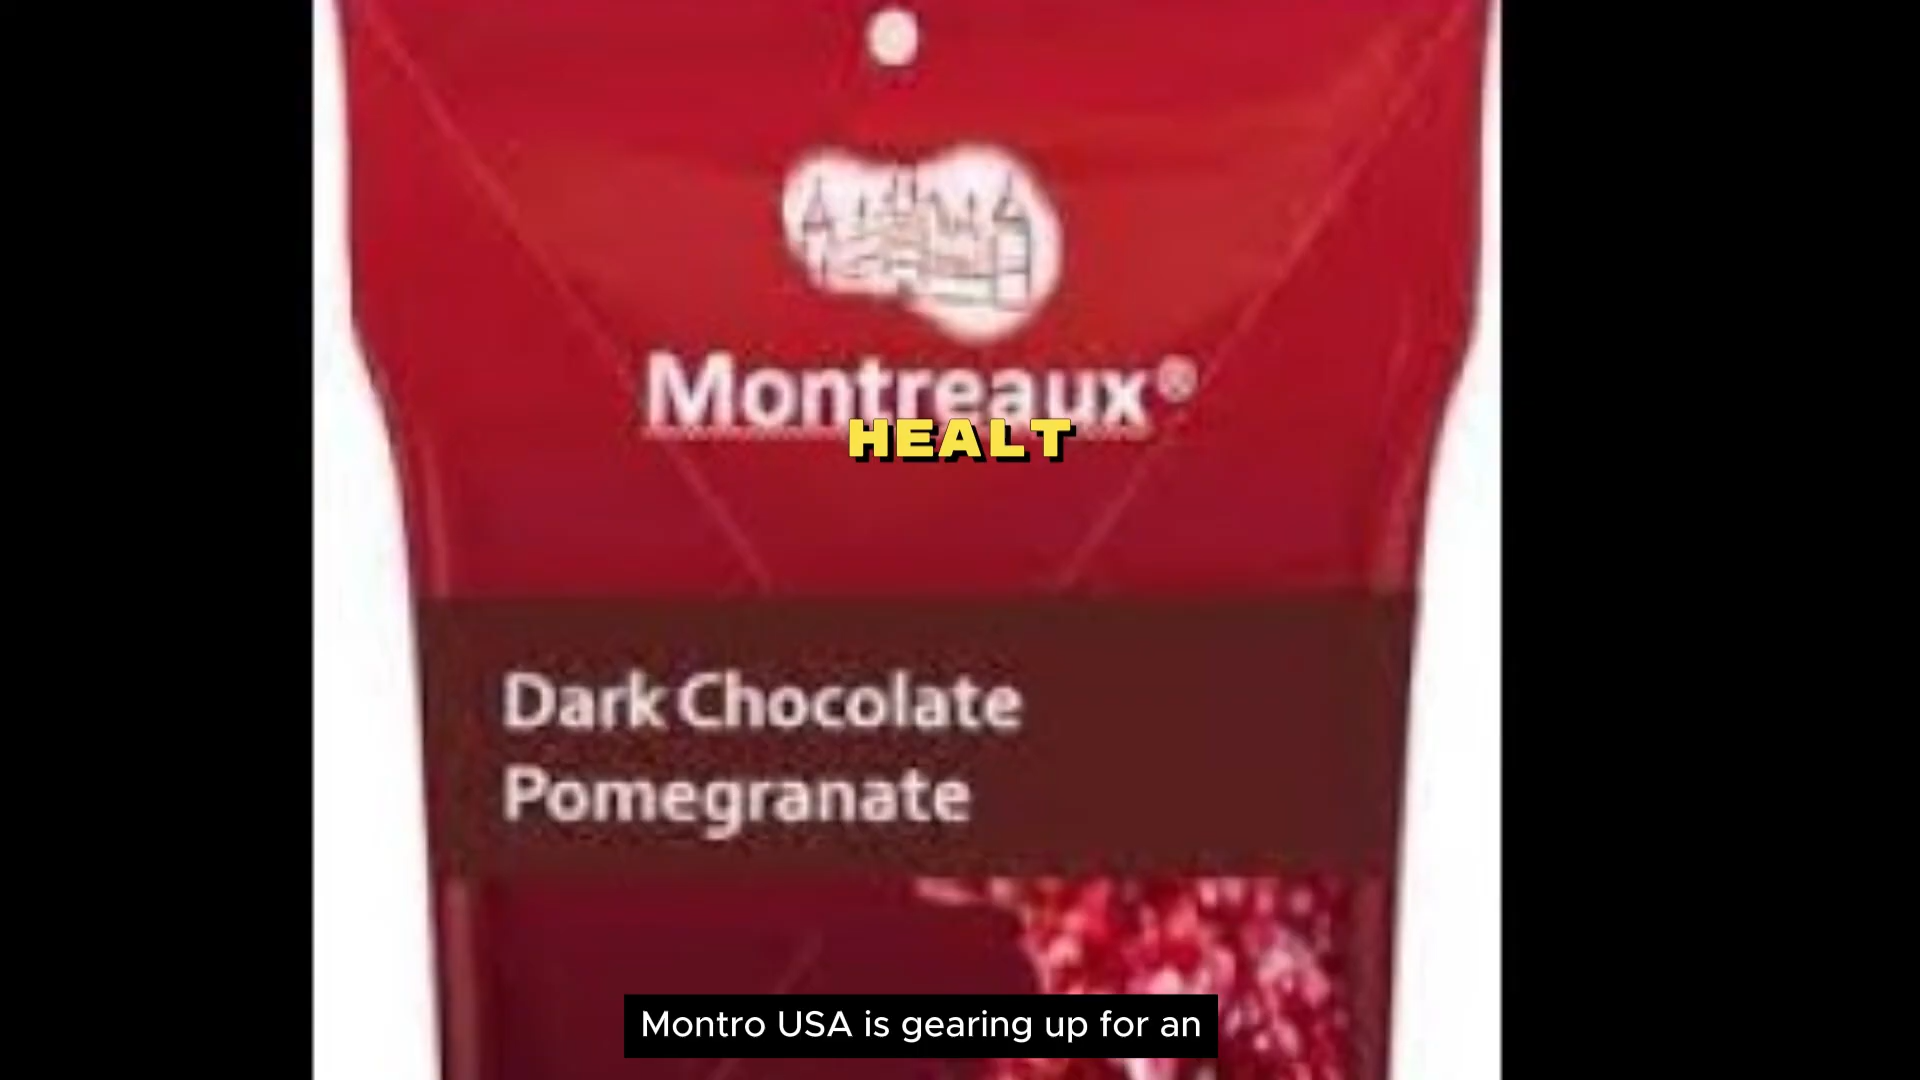 Montreaux®
HEALT
Dark Chocolate
Pomegranate
Montro USA is gearing up for an